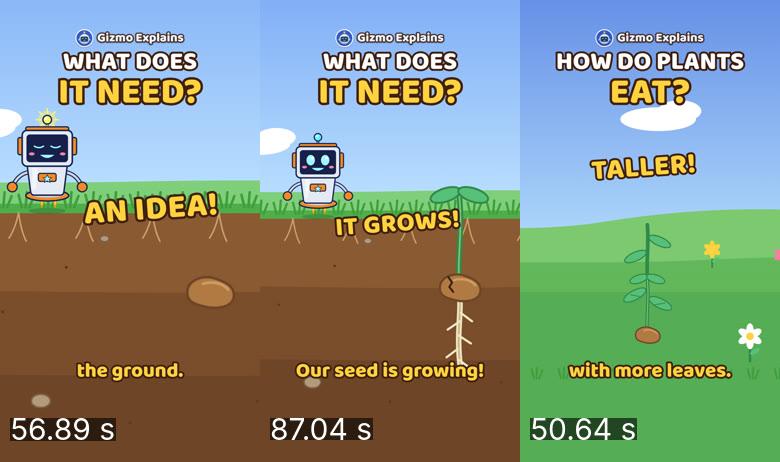 Gizmo Explains
WHAT DOES
IT NEED?
AN IDEA!
the ground.
56.89 s
Gizmo Explains
WHAT DOES
IT NEED?
IT GROWS!
Our seed is growing!
87.04 s
Gizmo Explains
HOW DO PLANTS
EAT?
TALLER!
with more leaves.
50.64 s